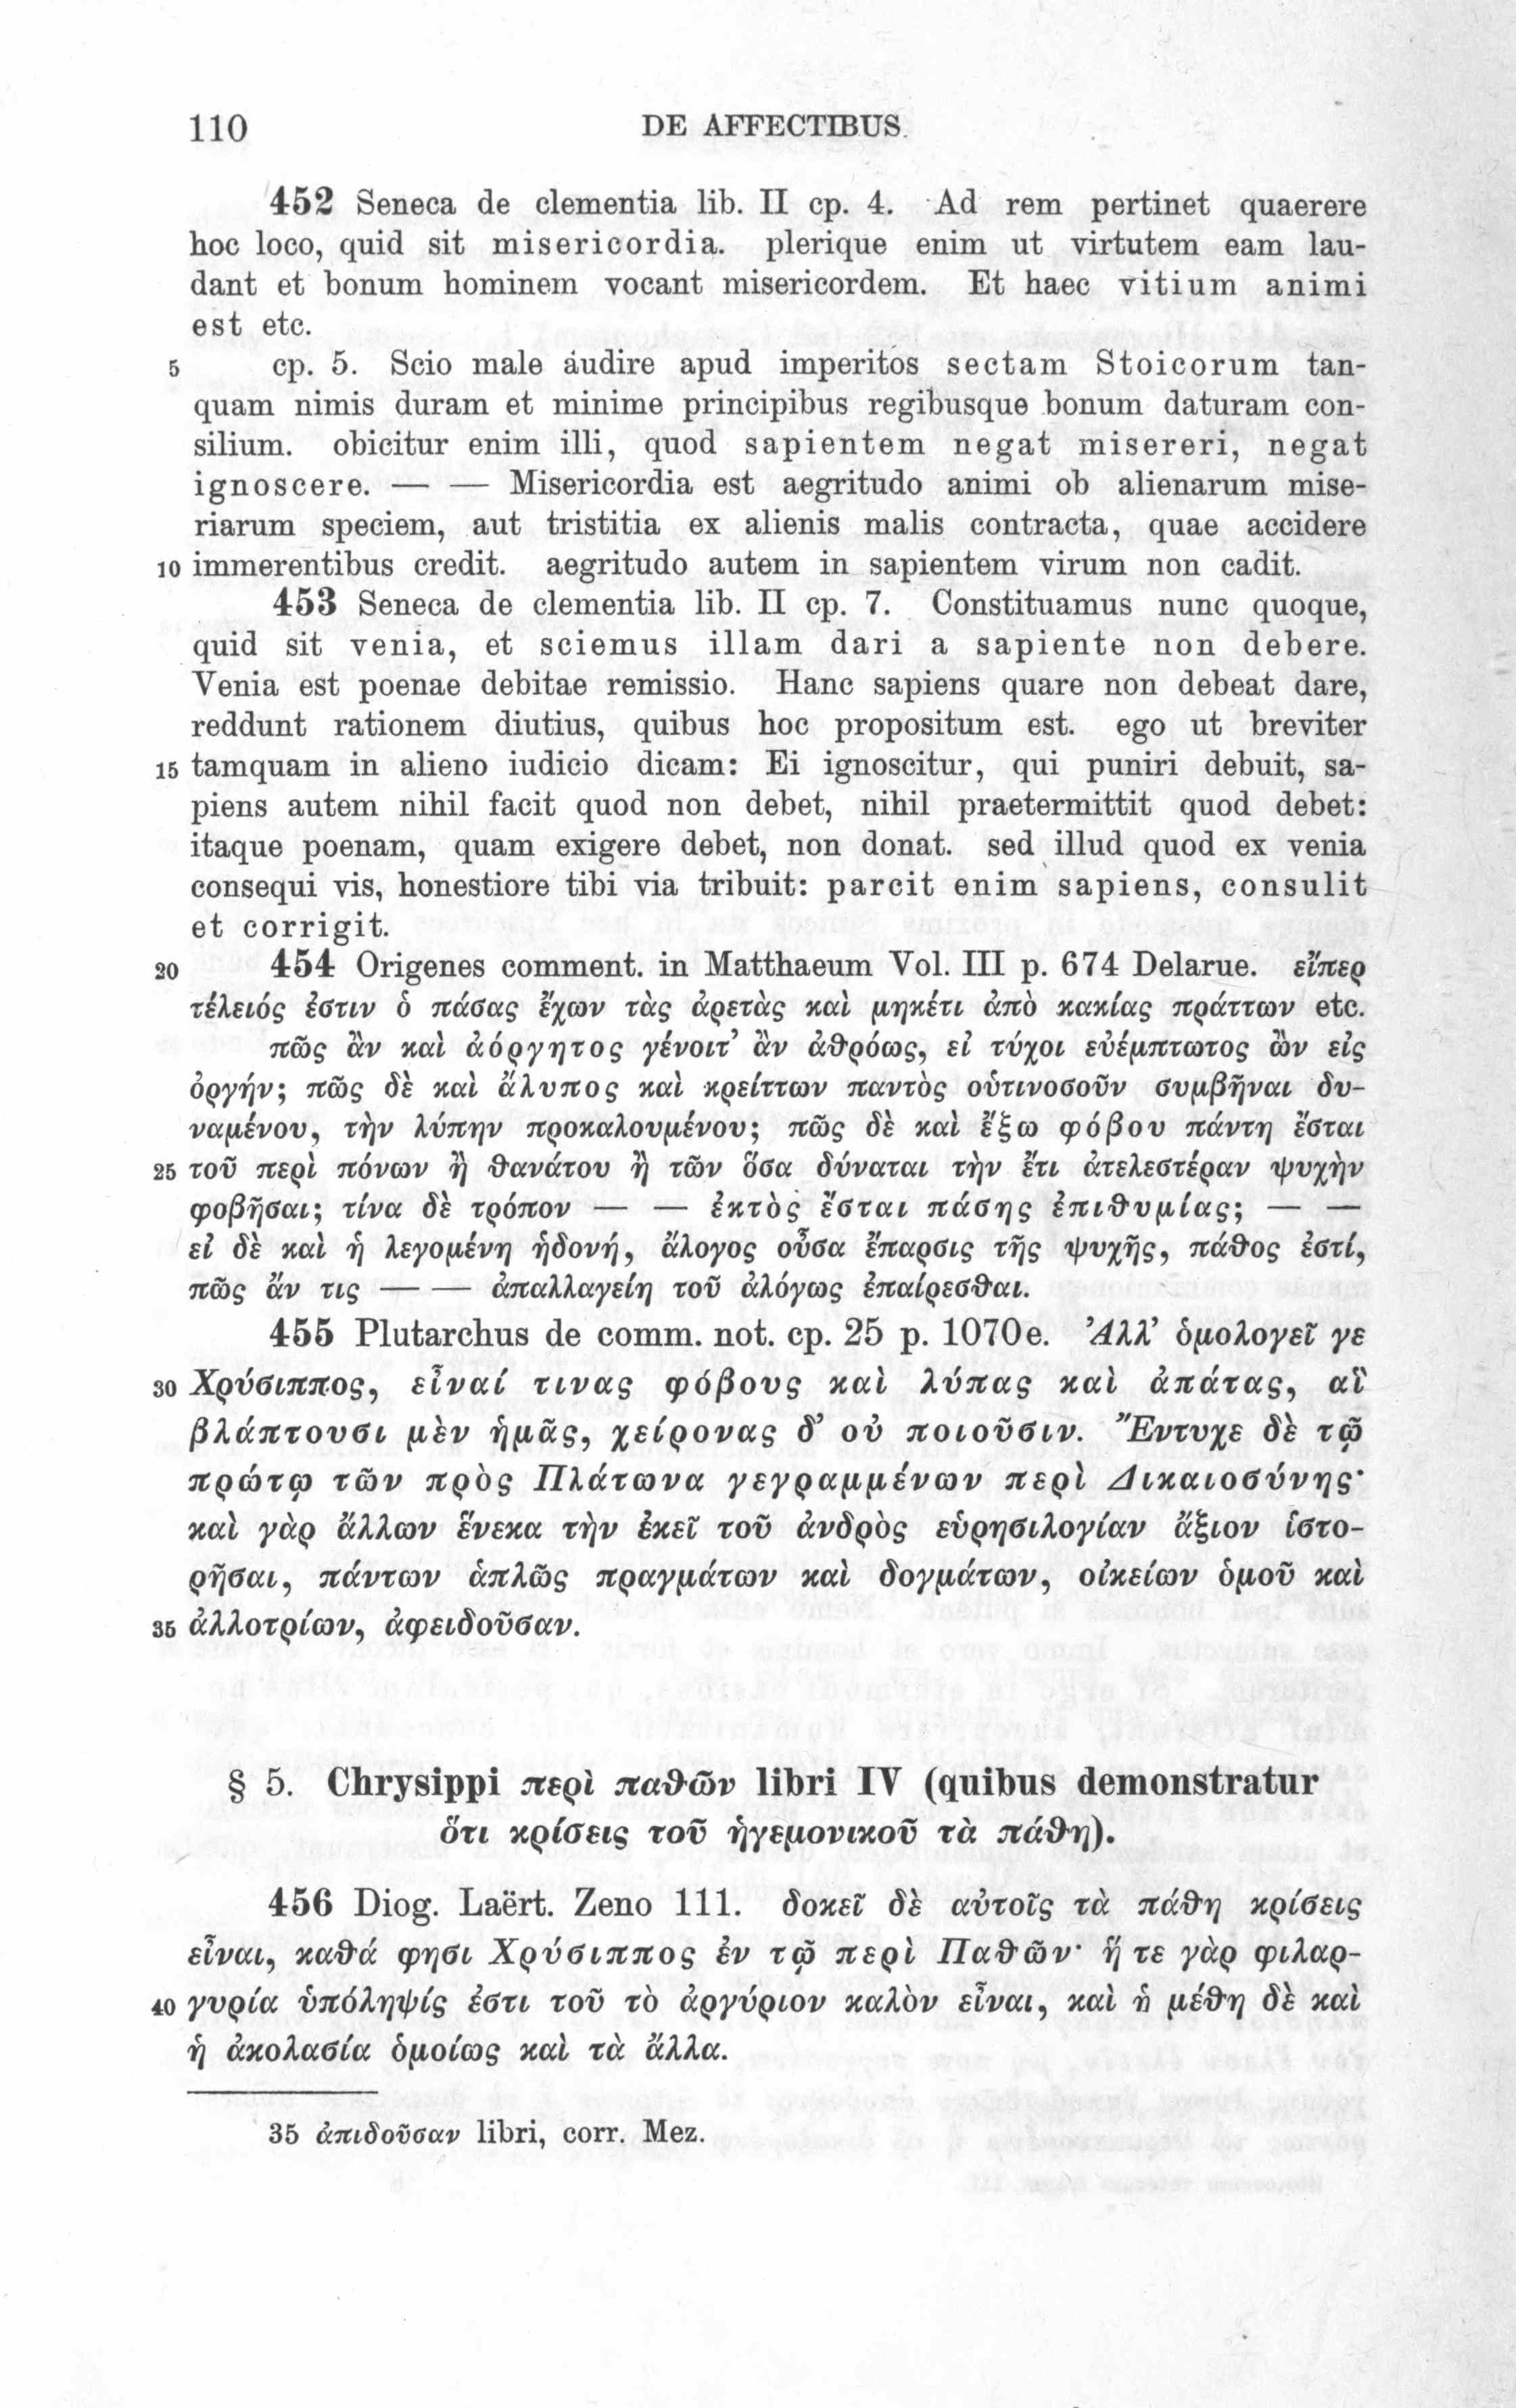 110 DE AFFECTIBUS.
452 Seneca de clementia lib. II cp. 4. Ad rem pertinet quaerere
hoc loco, quid sit misericordia. plerique enim ut virtutem eam lau-
dant et bonum hominem vocant misericordem. Et haec vitium animi
est etc.
5 cp. 5. Scio male audire apud imperitos sectam Stoicorum tan-
quam nimis duram et minime principibus regibusque bonum daturam con-
silium. obicitur enim illi, quod sapientem negat misereri, negat
ignoscere. — — Misericordia est aegritudo animi ob alienarum mise-
riarum speciem, aut tristitia ex alienis malis contracta, quae accidere
10 immerentibus credit. aegritudo autem in sapientem virum non cadit.
453 Seneca de clementia lib. II cp. 7. Constituamus nunc quoque,
quid sit venia, et sciemus illam dari a sapiente non debere.
Venia est poenae debitae remissio. Hanc sapiens quare non debeat dare,
reddunt rationem diutius, quibus hoc propositum est. ego ut breviter
15 tamquam in alieno iudicio dicam: Ei ignoscitur, qui puniri debuit, sa-
piens autem nihil facit quod non debet, nihil praetermittit quod debet:
itaque poenam, quam exigere debet, non donat. sed illud quod ex venia
consequi vis, honestiore tibi via tribuit: parcit enim sapiens, consulit
et corrigit.
20 454 Origenes comment. in Matthaeum Vol. III p. 674 Delarue. εἴπερ
τέλειός ἐστιν ὁ πάσας ἔχων τὰς ἀρετὰς καὶ μηκέτι ἀπὸ κακίας πράττων etc.
πῶς ἂν καὶ ἀόργητος γένοιτ’ ἂν ἀθρόως, εἰ τύχοι εὐέμπτωτος ὢν εἰς
ὀργήν; πῶς δὲ καὶ ἄλυπος καὶ κρείττων παντὸς οὑτινοσοῦν συμβῆναι δυ-
ναμένου, τὴν λύπην προκαλουμένου; πῶς δὲ καὶ ἔξω φόβου πάντη ἔσται
25 τοῦ περὶ πόνων ἢ θανάτου ἢ τῶν ὅσα δύναται τὴν ἔτι ἀτελεστέραν ψυχὴν
φοβῆσαι; τίνα δὲ τρόπον — — ἐκτὸς ἔσται πάσης ἐπιθυμίας; — —
εἰ δὲ καὶ ἡ λεγομένη ἡδονή, ἄλογος οὖσα ἔπαρσις τῆς ψυχῆς, πάθος ἐστί,
πῶς ἄν τις — — ἀπαλλαγείη τοῦ ἀλόγως ἐπαίρεσθαι.
455 Plutarchus de comm. not. cp. 25 p. 1070e. Ἀλλ’ ὁμολογεῖ γε
30 Χρύσιππος, εἶναί τινας φόβους καὶ λύπας καὶ ἀπάτας, αἳ
βλάπτουσι μὲν ἡμᾶς, χείρονας δ’ οὐ ποιοῦσιν. Ἔντυχε δὲ τῷ
πρώτῳ τῶν πρὸς Πλάτωνα γεγραμμένων περὶ Δικαιοσύνης·
καὶ γὰρ ἄλλων ἕνεκα τὴν ἐκεῖ τοῦ ἀνδρὸς εὑρησιλογίαν ἄξιον ἱστο-
ρῆσαι, πάντων ἁπλῶς πραγμάτων καὶ δογμάτων, οἰκείων ὁμοῦ καὶ
35 ἀλλοτρίων, ἀφειδοῦσαν.
§ 5. Chrysippi περὶ παθῶν libri IV (quibus demonstratur
ὅτι κρίσεις τοῦ ἡγεμονικοῦ τὰ πάθη).
456 Diog. Laërt. Zeno 111. δοκεῖ δὲ αὐτοῖς τὰ πάθη κρίσεις
εἶναι, καθά φησι Χρύσιππος ἐν τῷ περὶ Παθῶν· ἥ τε γὰρ φιλαρ-
40 γυρία ὑπόληψίς ἐστι τοῦ τὸ ἀργύριον καλὸν εἶναι, καὶ ἡ μέθη δὲ καὶ
ἡ ἀκολασία ὁμοίως καὶ τὰ ἄλλα.
35 ἀπιδοῦσαν libri, corr. Mez.